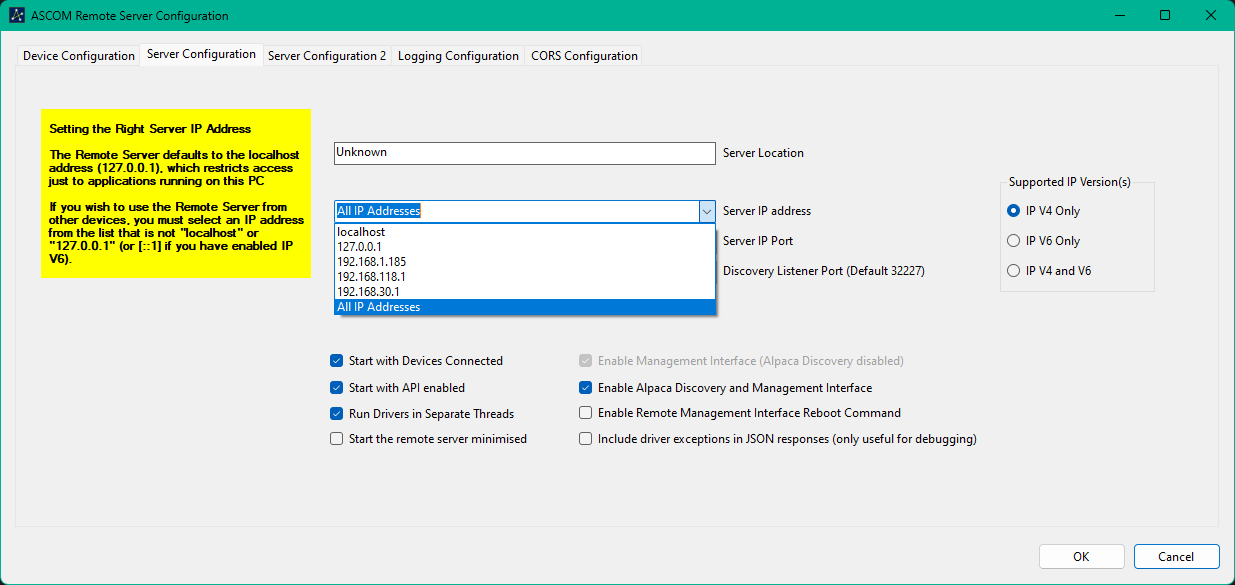 ASCOM Remote Server Configuration
Device Configuration
Server Configuration
Server Configuration 2
Logging Configuration
CORS Configuration
Setting the Right Server IP Address
The Remote Server defaults to the localhost
address (127.0.0.1), which restricts access
just to applications running on this PC
If you wish to use the Remote Server from
other devices, you must select an IP address
from the list that is not "localhost" or
"127.0.0.1" (or [::1] if you have enabled IP
V6).
Unknown
Server Location
All IP Addresses
Server IP address
localhost
127.0.0.1
192.168.1.185
192.168.118.1
192.168.30.1
All IP Addresses
Server IP Port
Discovery Listener Port (Default 32227)
Supported IP Version(s)
IP V4 Only
IP V6 Only
IP V4 and V6
Start with Devices Connected
Start with API enabled
Run Drivers in Separate Threads
Start the remote server minimised
Enable Management Interface (Alpaca Discovery disabled)
Enable Alpaca Discovery and Management Interface
Enable Remote Management Interface Reboot Command
Include driver exceptions in JSON responses (only useful for debugging)
OK
Cancel